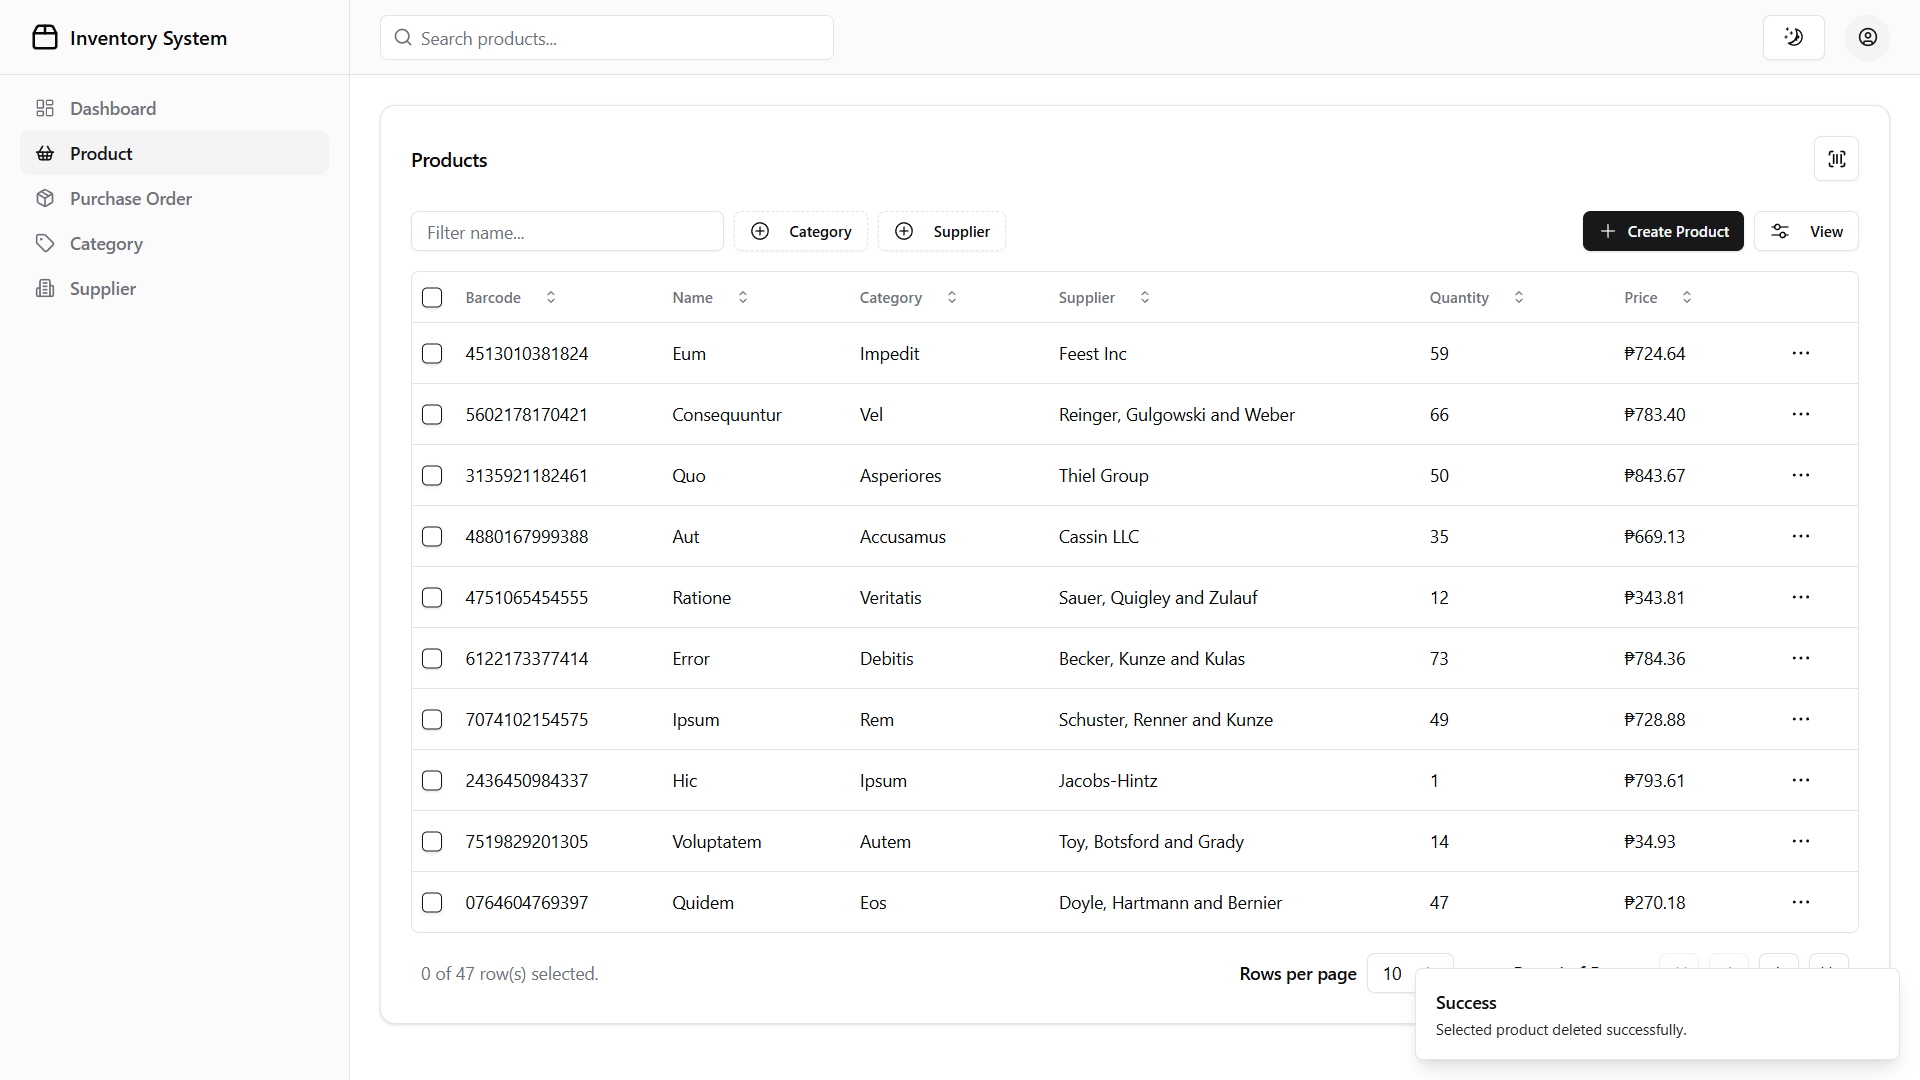 Inventory System
Search products...
Dashboard
Product
Purchase Order
Category
Supplier
Products
Filter name...
Category
Supplier
Create Product
View
Barcode Name Category Supplier Quantity Price
4513010381824 Eum Impedit Feest Inc 59 ₱724.64
5602178170421 Consequuntur Vel Reinger, Gulgowski and Weber 66 ₱783.40
3135921182461 Quo Asperiores Thiel Group 50 ₱843.67
4880167999388 Aut Accusamus Cassin LLC 35 ₱669.13
4751065454555 Ratione Veritatis Sauer, Quigley and Zulauf 12 ₱343.81
6122173377414 Error Debitis Becker, Kunze and Kulas 73 ₱784.36
7074102154575 Ipsum Rem Schuster, Renner and Kunze 49 ₱728.88
2436450984337 Hic Ipsum Jacobs-Hintz 1 ₱793.61
7519829201305 Voluptatem Autem Toy, Botsford and Grady 14 ₱34.93
0764604769397 Quidem Eos Doyle, Hartmann and Bernier 47 ₱270.18
0 of 47 row(s) selected.
Rows per page 10
Success
Selected product deleted successfully.